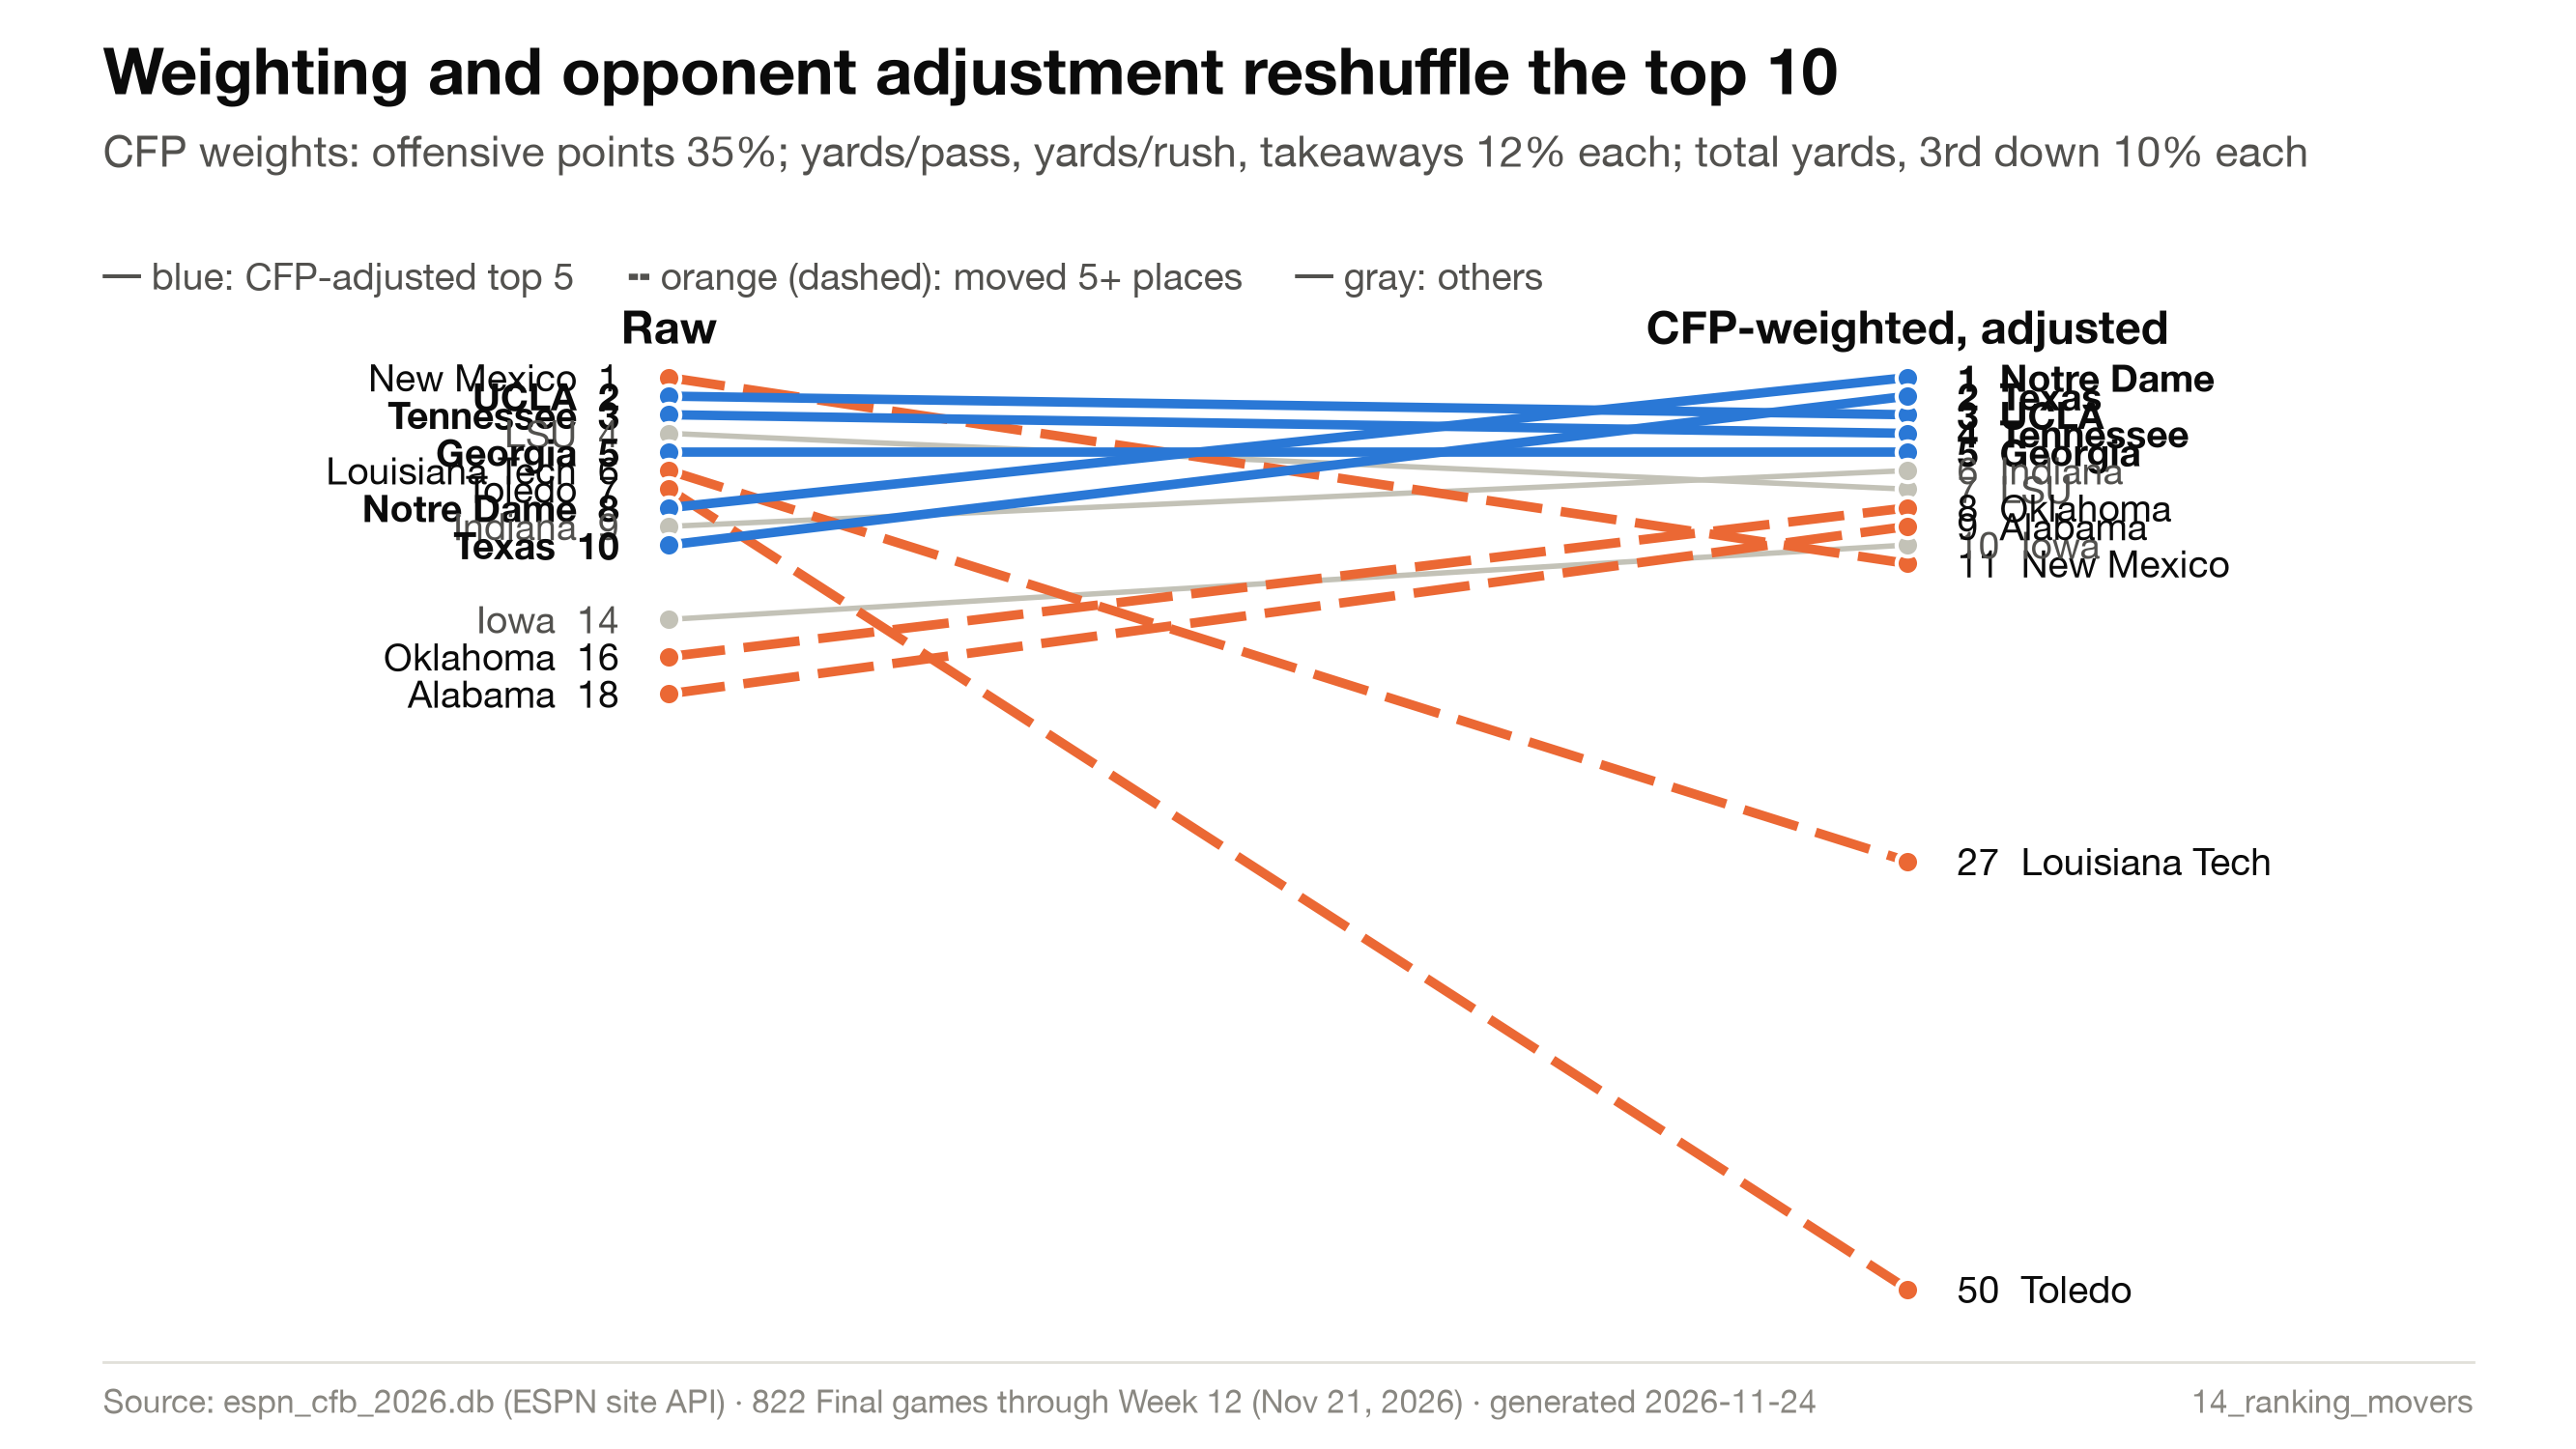 Weighting and opponent adjustment reshuffle the top 10
CFP weights: offensive points 35%; yards/pass, yards/rush, takeaways 12% each; total yards, 3rd down 10% each
blue: CFP-adjusted top 5 orange (dashed): moved 5+ places gray: others
Raw
New Mexico 1
UCLA 2
Tennessee 3
LSU 4
Georgia 5
Louisiana Tech 6
Toledo 7
Notre Dame 8
Indiana 9
Texas 10
Iowa 14
Oklahoma 16
Alabama 18
CFP-weighted, adjusted
1 Notre Dame
2 Texas
3 UCLA
4 Tennessee
5 Georgia
6 Indiana
7 LSU
8 Oklahoma
9 Alabama
10 Iowa
11 New Mexico
27 Louisiana Tech
50 Toledo
Source: espn_cfb_2026.db (ESPN site API) · 822 Final games through Week 12 (Nov 21, 2026) · generated 2026-11-24
14_ranking_movers